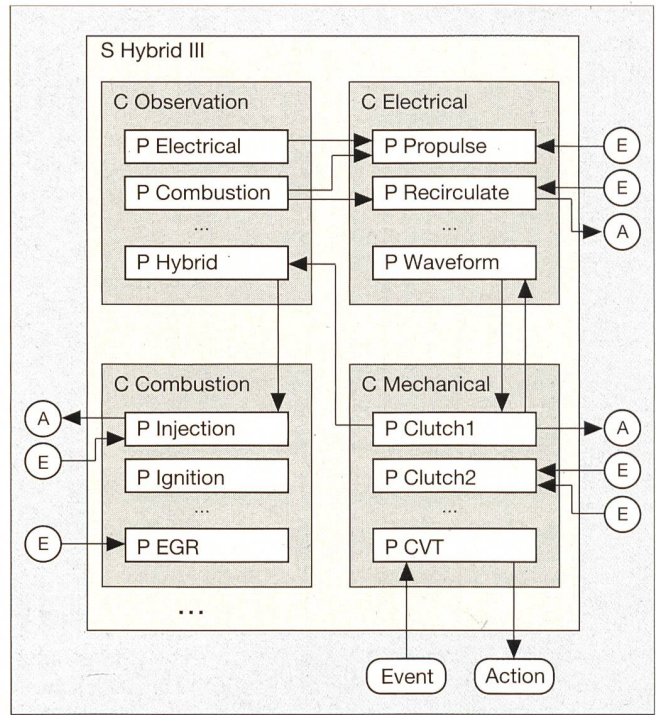 S Hybrid III
C Observation
P Electrical
P Combustion
...
P Hybrid
C Electrical
P Propulse
P Recirculate
...
P Waveform
E
E
A
C Combustion
P Injection
P Ignition
...
P EGR
A
E
E
C Mechanical
P Clutch1
P Clutch2
...
P CVT
A
E
E
...
Event
Action